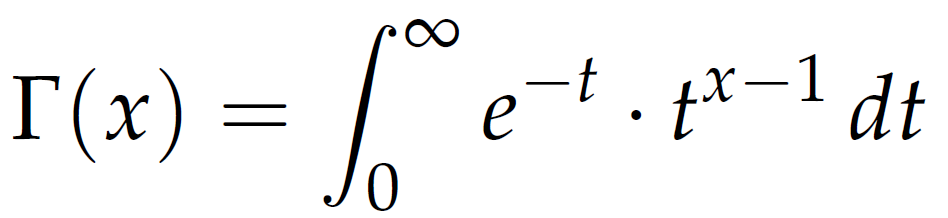 Γ(x) = ∫₀^∞ e^{−t} · t^{x−1} dt